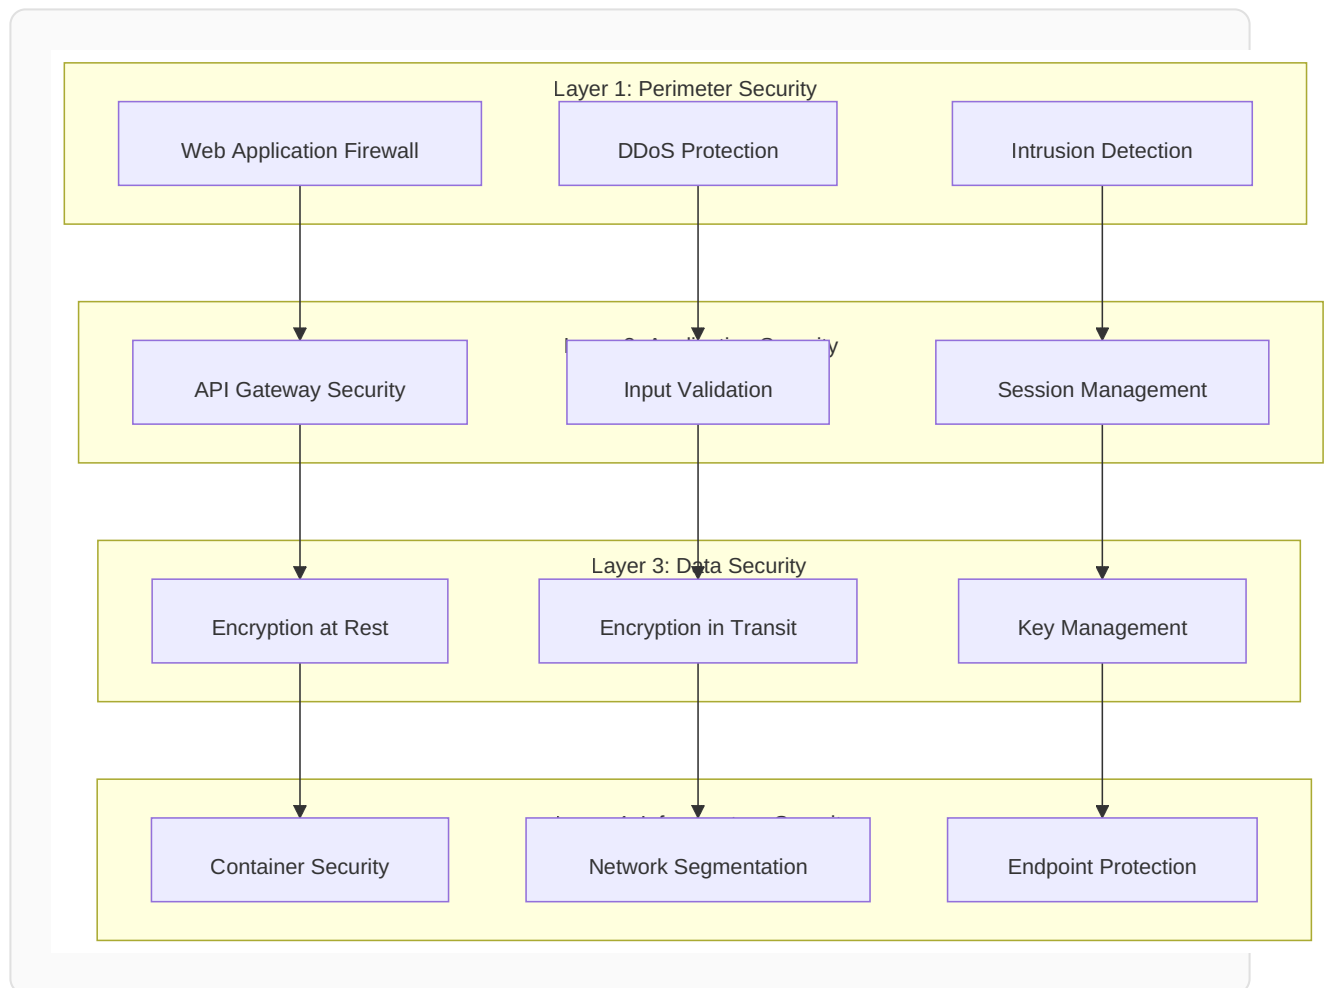 Layer 1: Perimeter Security
Web Application Firewall
DDoS Protection
Intrusion Detection
API Gateway Security
Input Validation
Session Management
Layer 3: Data Security
Encryption at Rest
Encryption in Transit
Key Management
Container Security
Network Segmentation
Endpoint Protection